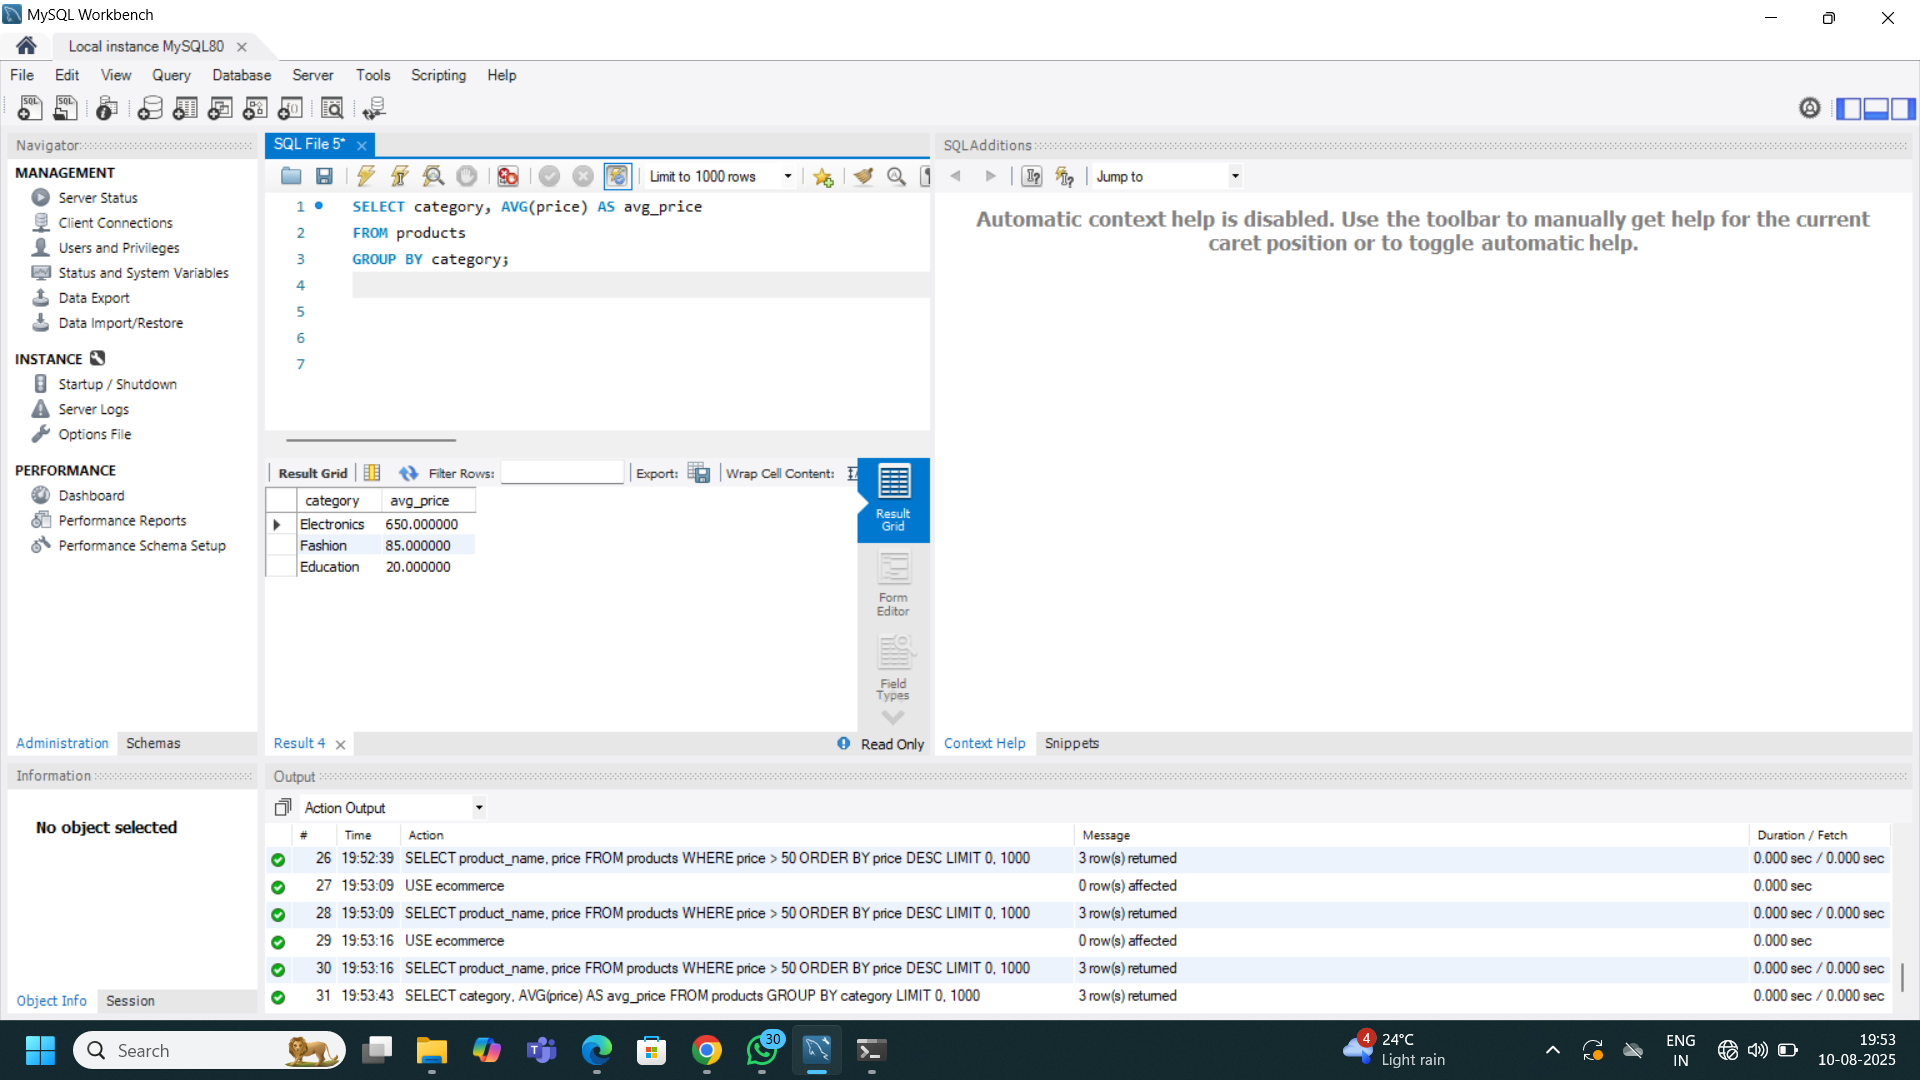 MySQL Workbench
Local instance MySQL80
File Edit View Query Database Server Tools Scripting Help
Navigator
MANAGEMENT
Server Status
Client Connections
Users and Privileges
Status and System Variables
Data Export
Data Import/Restore
INSTANCE
Startup / Shutdown
Server Logs
Options File
PERFORMANCE
Dashboard
Performance Reports
Performance Schema Setup
Administration Schemas
SQL File 5*
Limit to 1000 rows
1 SELECT category, AVG(price) AS avg_price
2 FROM products
3 GROUP BY category;
4
5
6
7
Result Grid Filter Rows: Export: Wrap Cell Content:
category avg_price
Electronics 650.000000
Fashion 85.000000
Education 20.000000
Result Grid
Form Editor
Field Types
Result 4 Read Only
SQLAdditions
Jump to
Automatic context help is disabled. Use the toolbar to manually get help for the current
caret position or to toggle automatic help.
Context Help Snippets
Information
No object selected
Object Info Session
Output
Action Output
# Time Action Message Duration / Fetch
26 19:52:39 SELECT product_name, price FROM products WHERE price > 50 ORDER BY price DESC LIMIT 0, 1000 3 row(s) returned 0.000 sec / 0.000 sec
27 19:53:09 USE ecommerce 0 row(s) affected 0.000 sec
28 19:53:09 SELECT product_name, price FROM products WHERE price > 50 ORDER BY price DESC LIMIT 0, 1000 3 row(s) returned 0.000 sec / 0.000 sec
29 19:53:16 USE ecommerce 0 row(s) affected 0.000 sec
30 19:53:16 SELECT product_name, price FROM products WHERE price > 50 ORDER BY price DESC LIMIT 0, 1000 3 row(s) returned 0.000 sec / 0.000 sec
31 19:53:43 SELECT category, AVG(price) AS avg_price FROM products GROUP BY category LIMIT 0, 1000 3 row(s) returned 0.000 sec / 0.000 sec
Search
30
4
24°C
Light rain
ENG
IN
19:53
10-08-2025